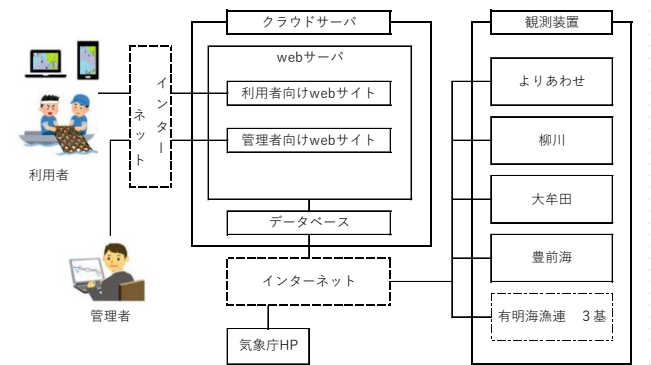 クラウドサーバ
観測装置
webサーバ
インターネット
利用者向けwebサイト
管理者向けwebサイト
よりあわせ
柳川
利用者
大牟田
データベース
豊前海
インターネット
管理者
有明海漁連　３基
気象庁HP